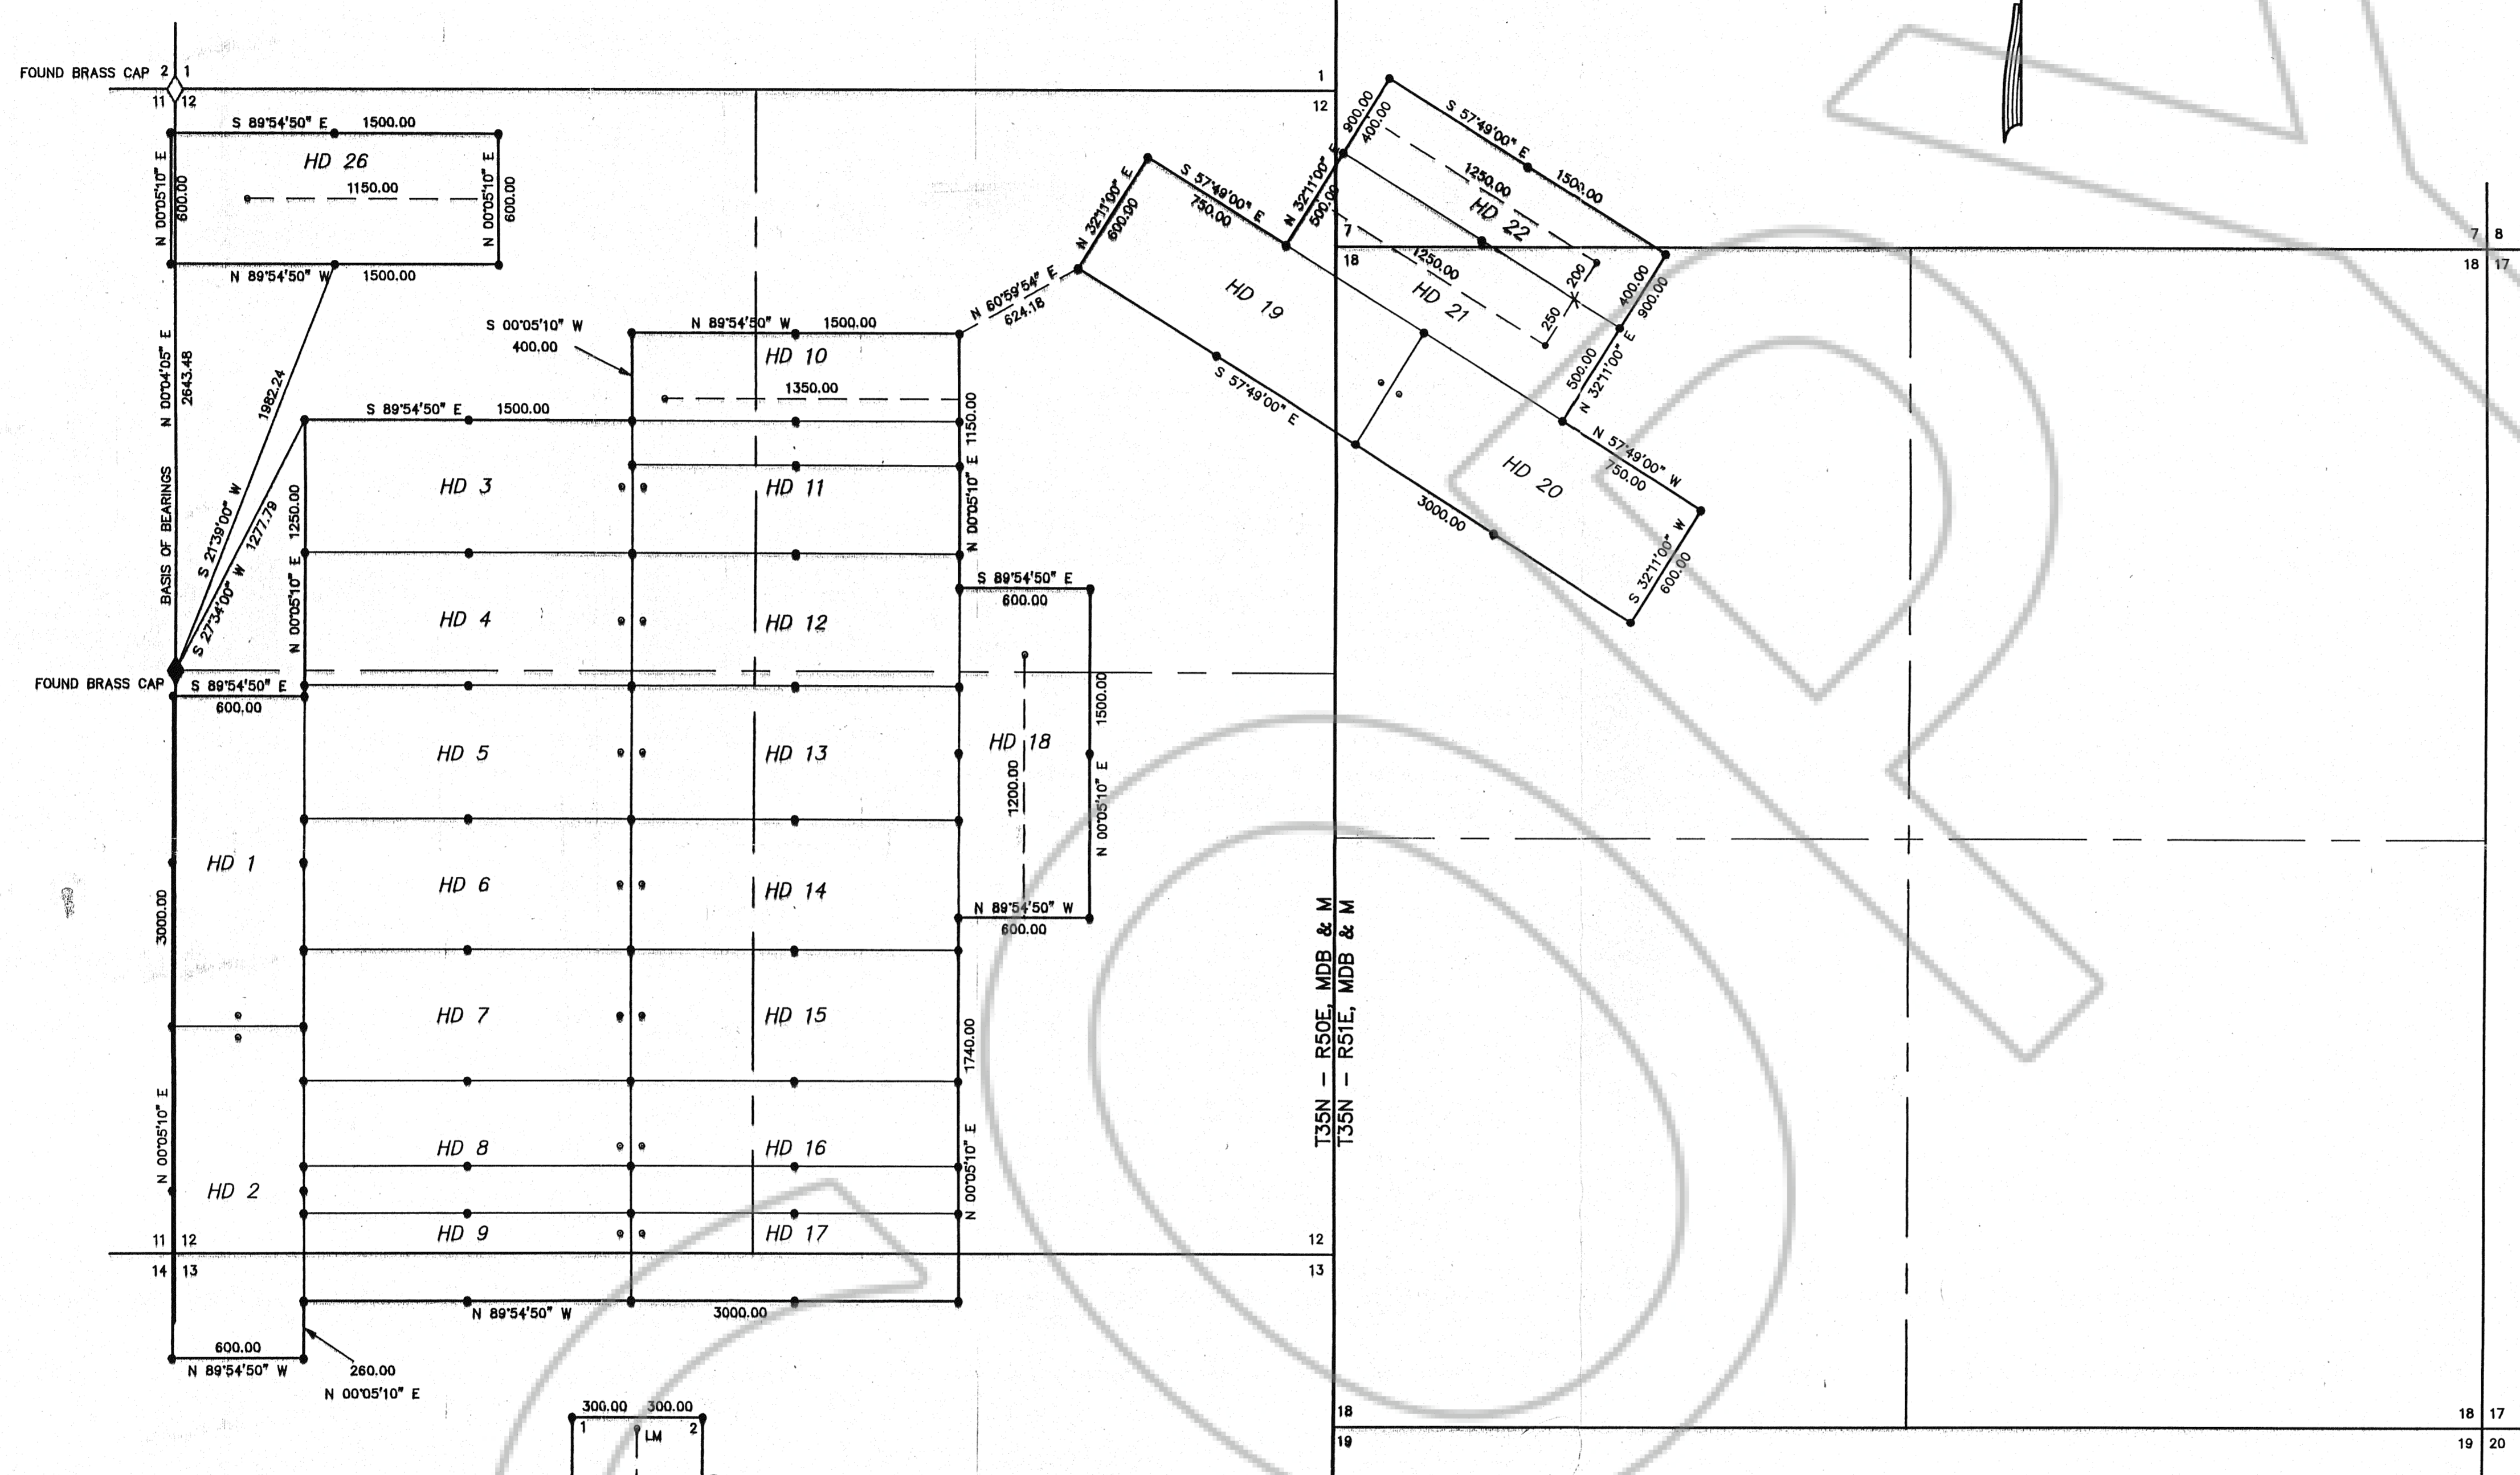 FOUND BRASS CAP 2 1
11 12
1
12
S 89°54'50" E 1500.00
HD 26
1150.00
N 00°05'10" E
600.00
N 00°05'10" E
600.00
N 89°54'50" W 1500.00
BASIS OF BEARINGS N 00°04'05" E
2643.48
S 21°39'00" W 1982.24
S 27°34'00" W 1277.79
FOUND BRASS CAP
S 89°54'50" E
600.00
N 00°05'10" E 1250.00
S 89°54'50" E 1500.00
S 00°05'10" W
400.00
N 89°54'50" W 1500.00
HD 10
1350.00
N 00°05'10" E 1150.00
HD 3
HD 11
HD 4
HD 12
HD 5
HD 13
HD 6
HD 14
HD 7
HD 15
HD 8
HD 16
HD 9
HD 17
HD 1
HD 2
3000.00
N 00°05'10" E
11 12
14 13
600.00
N 89°54'50" W
260.00
N 00°05'10" E
N 89°54'50" W 3000.00
N 00°05'10" E 1740.00
S 89°54'50" E
600.00
HD 18
1200.00
N 00°05'10" E 1500.00
N 89°54'50" W
600.00
12
13
300.00 300.00
1 2
LM
N 60°59'54" E
624.18
N 32°11'00" E
600.00
S 57°49'00" E
750.00
HD 19
S 57°49'00" E
3000.00
N 32°11'00" E
500.00
900.00
400.00
S 57°49'00" E
1500.00
1250.00
HD 22
1250.00
HD 21
200
250
400.00
900.00
500.00
N 32°11'00" E
N 57°49'00" W
750.00
HD 20
S 32°11'00" W
600.00
7
18
7 8
18 17
T35N – R50E, MDB & M
T35N – R51E, MDB & M
18
19
18 17
19 20